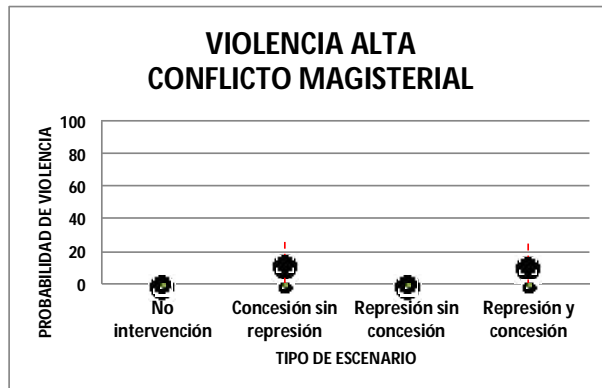 VIOLENCIA ALTA
CONFLICTO MAGISTERIAL
PROBABILIDAD DE VIOLENCIA
100
80
60
40
20
0
No intervención
Concesión sin represión
Represión sin concesión
Represión y concesión
TIPO DE ESCENARIO